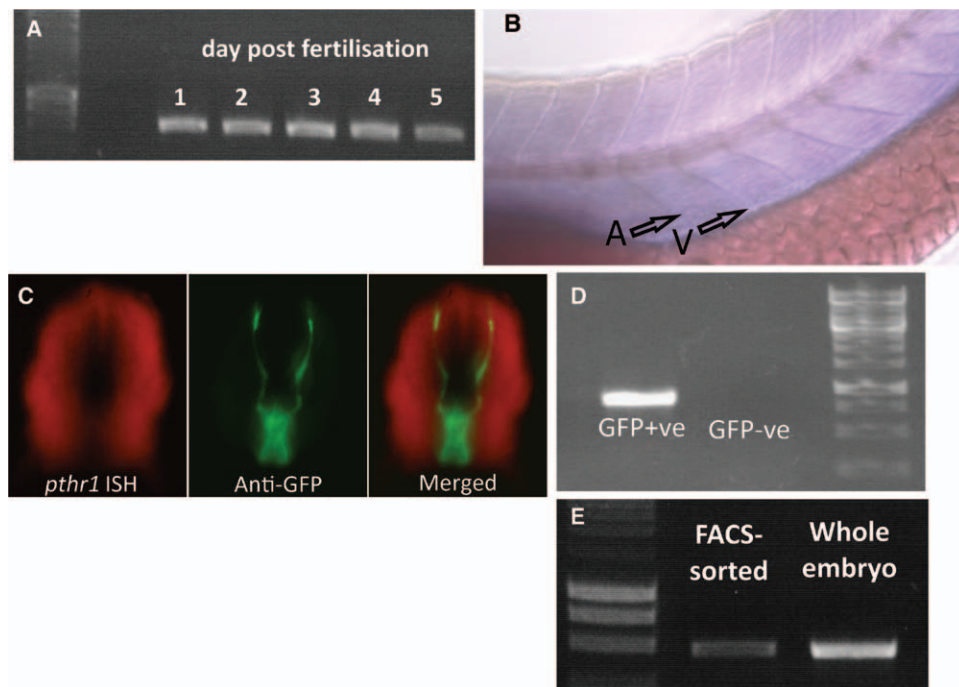 A
day post fertilisation
1 2 3 4 5
B
A V
C
pthr1 ISH
Anti-GFP
Merged
D
GFP+ve
GFP-ve
E
FACS-
sorted
Whole
embryo